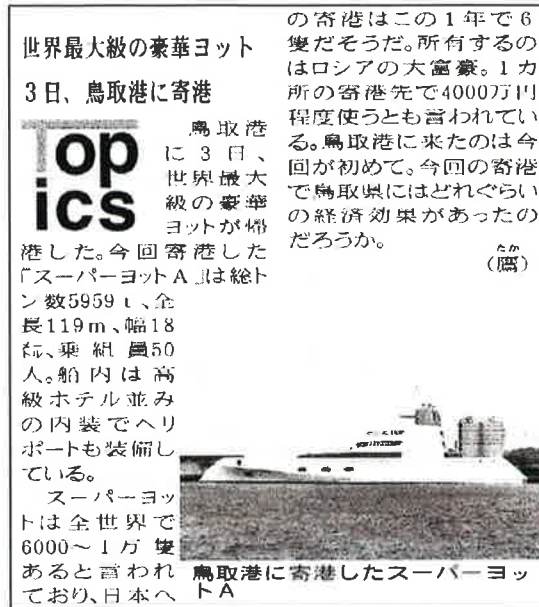 世界最大級の豪華ヨット
3日、鳥取港に寄港
Top
ics
鳥取港
に3日、
世界最大
級の豪華
ヨットが帰
港した。今回寄港した
「スーパーヨットA」は総ト
ン数5959t、全
長119m、幅18
㍍、乗組員50
人。船内は高
級ホテル並み
の内装でヘリ
ポートも装備し
ている。
スーパーヨッ
トは全世界で
6000～1万隻
あると言われ
ており、日本へ
の寄港はこの1年で6
隻だそうだ。所有するの
はロシアの大富豪。1カ
所の寄港先で4000万円
程度使うとも言われてい
る。鳥取港に来たのは今
回が初めて。今回の寄港
で鳥取県にはどれぐらい
の経済効果があったの
だろうか。
たか
(鷹)
鳥取港に寄港したスーパーヨッ
トA